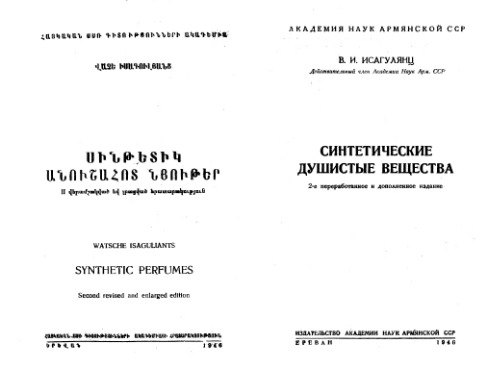 ՀԱՅԿԱԿԱՆ ՍՍՌ ԳԻՏՈՒԹՅՈՒՆՆԵՐԻ ԱԿԱԴԵՄԻԱ
ՎԱՉԵ ԻՍԱԳՈՒԼՅԱՆՑ
ՍԻՆԹԵՏԻԿ
ԱՆՈՒՇԱՀՈՏ ՆՅՈՒԹԵՐ
II վերամշակված եվ լրացված հրատարակություն
WATSCHE ISAGULJANTS
SYNTHETIC PERFUMES
Second revised and enlarged edition
ՀԱՅԿԱԿԱՆ ՍՍՌ ԳԻՏՈՒԹՅՈՒՆՆԵՐԻ ԱԿԱԴԵՄԻԱՅԻ ՀՐԱՏԱՐԱԿՉՈՒԹՅՈՒՆ
ԵՐԵՎԱՆ 1946
АКАДЕМИЯ НАУК АРМЯНСКОЙ ССР
В. И. ИСАГУЛЯНЦ
Действительный член Академии Наук Арм. ССР
СИНТЕТИЧЕСКИЕ
ДУШИСТЫЕ ВЕЩЕСТВА
2-е переработанное и дополненное издание
ИЗДАТЕЛЬСТВО АКАДЕМИИ НАУК АРМЯНСКОЙ ССР
ЕРЕВАН 1946